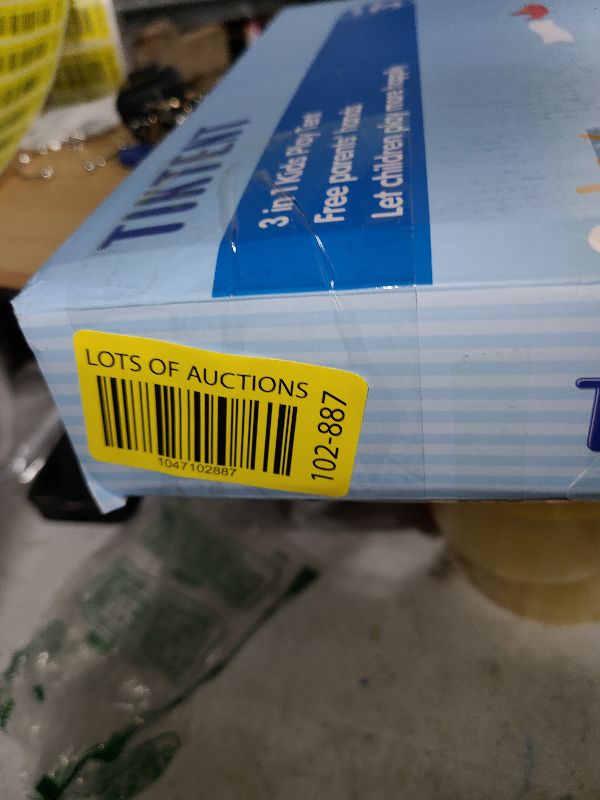 TINTENT
3 in 1 Kids Play Tent
Free parents' hands
Let children play more happily
LOTS OF AUCTIONS
1047102887
102-887
T